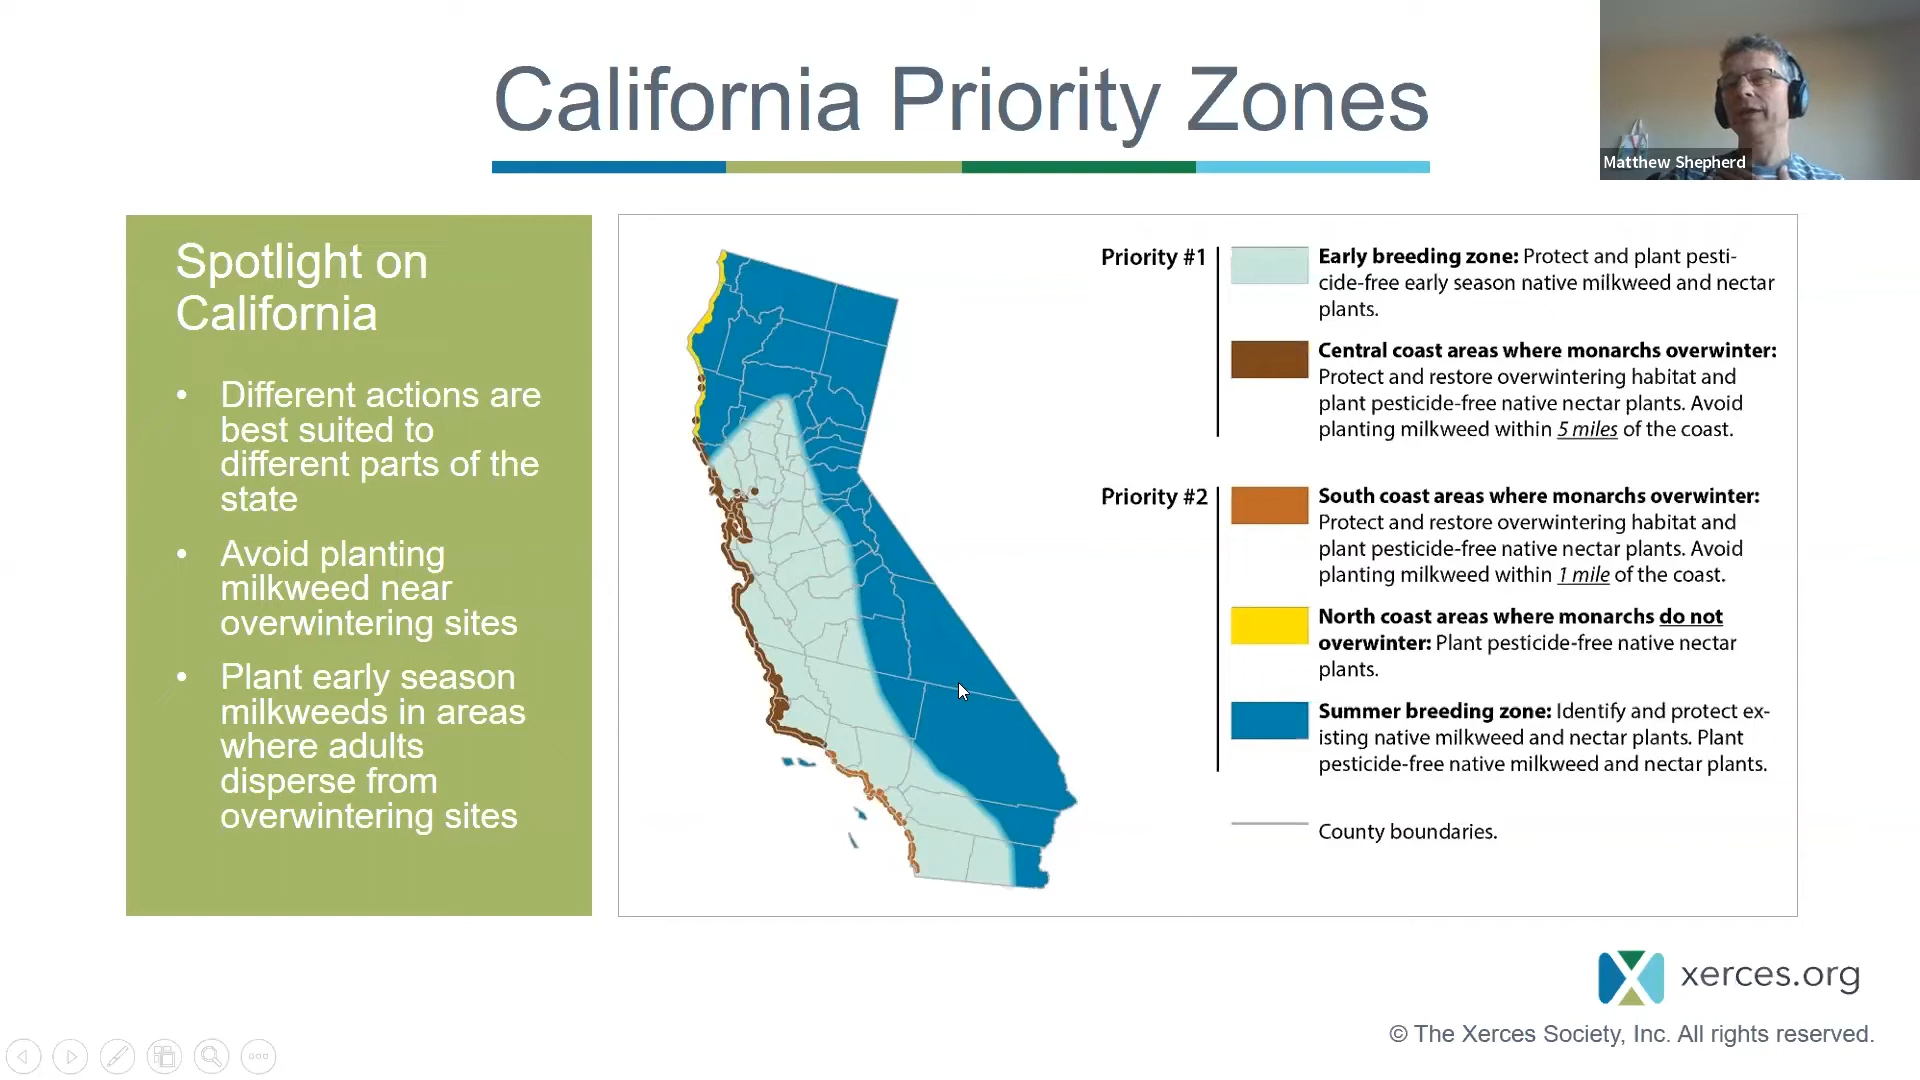 California Priority Zones
Matthew Shepherd
Spotlight on
California
• Different actions are
best suited to
different parts of the
state
• Avoid planting
milkweed near
overwintering sites
• Plant early season
milkweeds in areas
where adults
disperse from
overwintering sites
Priority #1
Early breeding zone: Protect and plant pesti-
cide-free early season native milkweed and nectar
plants.
Central coast areas where monarchs overwinter:
Protect and restore overwintering habitat and
plant pesticide-free native nectar plants. Avoid
planting milkweed within 5 miles of the coast.
Priority #2
South coast areas where monarchs overwinter:
Protect and restore overwintering habitat and
plant pesticide-free native nectar plants. Avoid
planting milkweed within 1 mile of the coast.
North coast areas where monarchs do not
overwinter: Plant pesticide-free native nectar
plants.
Summer breeding zone: Identify and protect ex-
isting native milkweed and nectar plants. Plant
pesticide-free native milkweed and nectar plants.
County boundaries.
xerces.org
© The Xerces Society, Inc. All rights reserved.